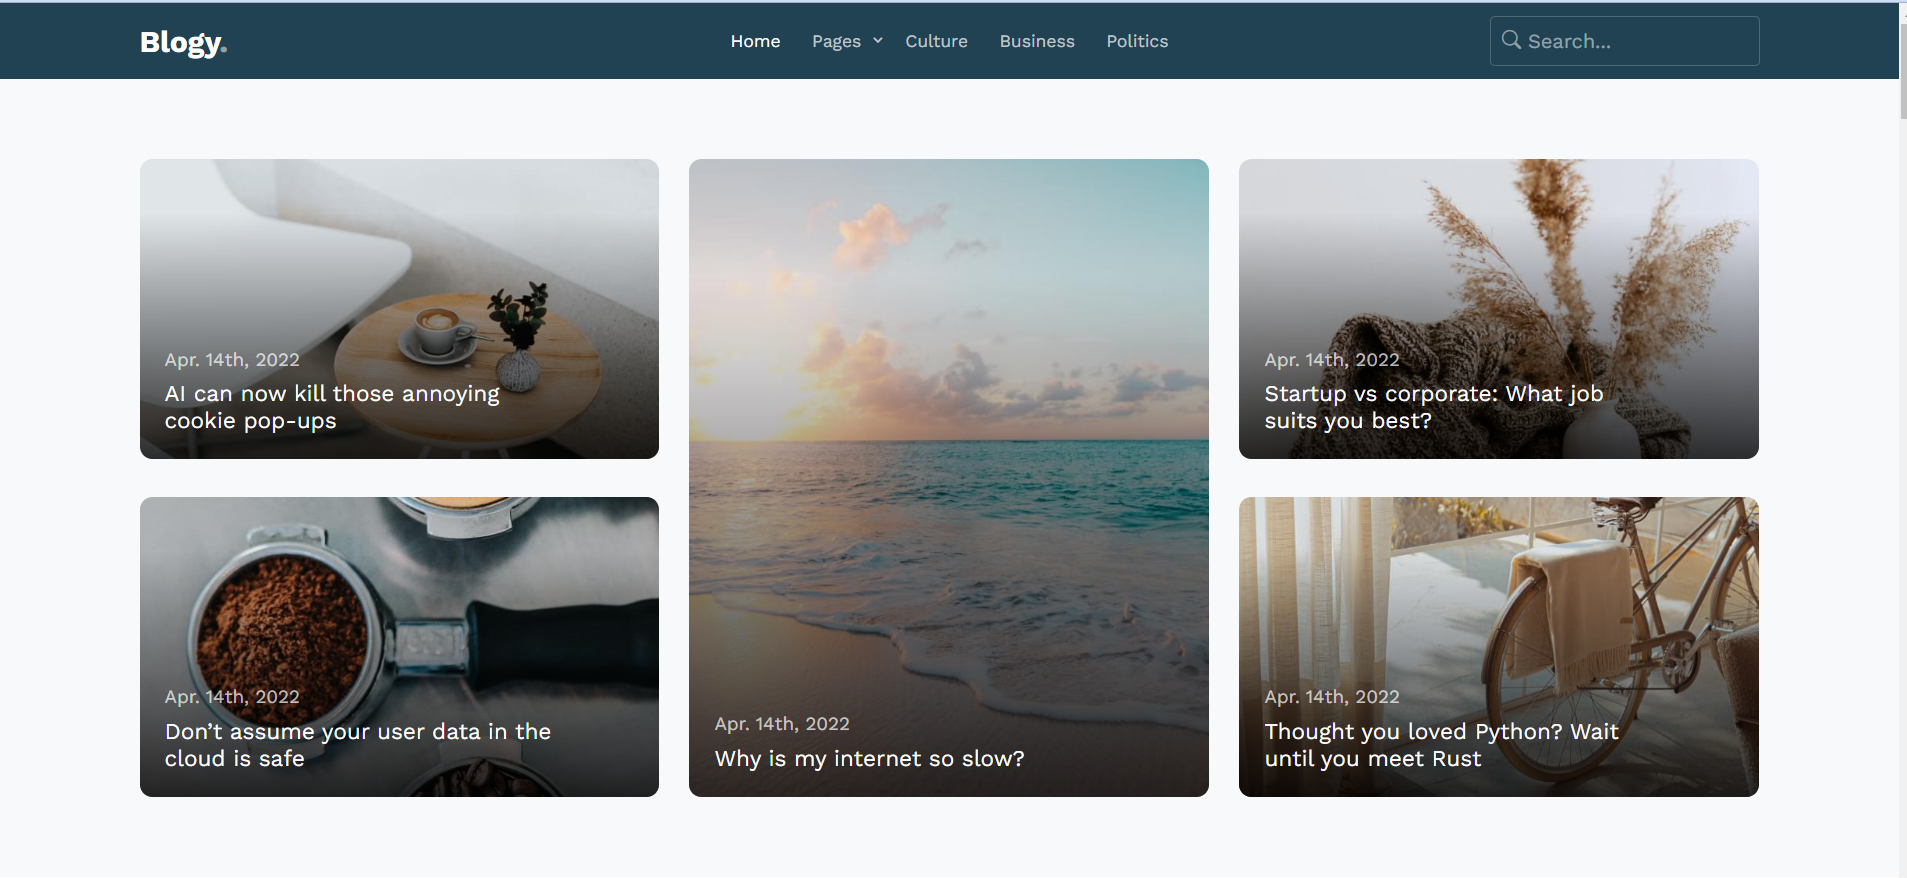 Blogy.
Home Pages Culture Business Politics
Search...
Apr. 14th, 2022
AI can now kill those annoying
cookie pop-ups
Apr. 14th, 2022
Don’t assume your user data in the
cloud is safe
Apr. 14th, 2022
Why is my internet so slow?
Apr. 14th, 2022
Startup vs corporate: What job
suits you best?
Apr. 14th, 2022
Thought you loved Python? Wait
until you meet Rust